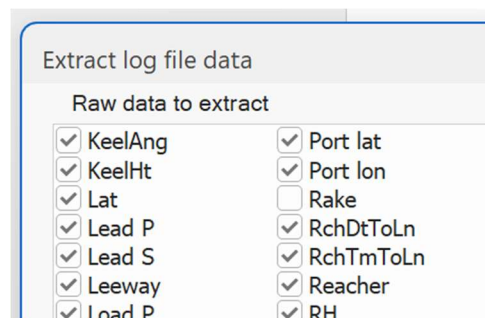 Extract log file data
Raw data to extract
KeelAng
KeelHt
Lat
Lead P
Lead S
Leeway
Load P
Port lat
Port lon
Rake
RchDtToLn
RchTmToLn
Reacher
RH